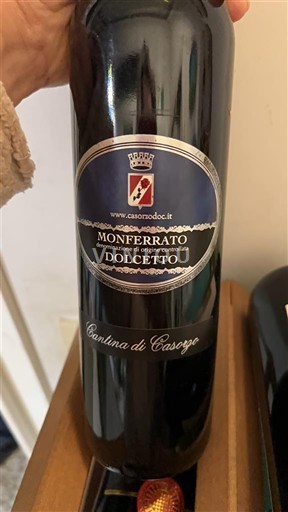 www.casorzodoc.it
MONFERRATO
denominazione di origine controllata
DOLCETTO
Cantina di Casorzo